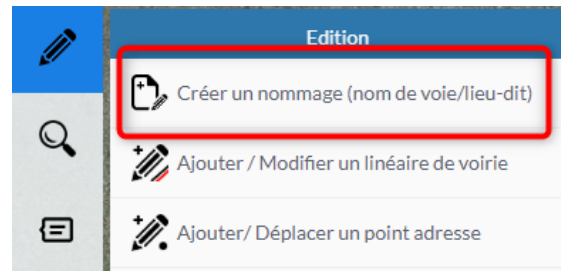 Edition
Créer un nommage (nom de voie/lieu-dit)
Ajouter / Modifier un linéaire de voirie
Ajouter/ Déplacer un point adresse